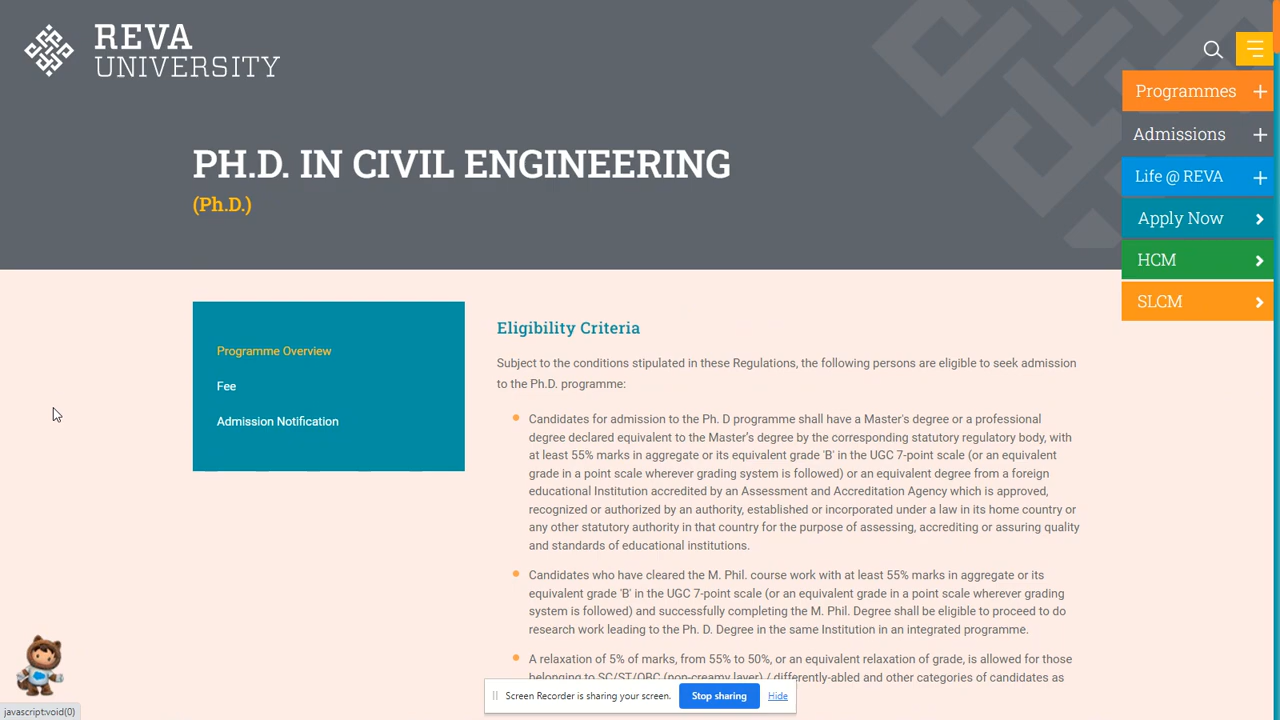 REVA
UNIVERSITY
Programmes
Admissions
Life @ REVA
Apply Now
HCM
SLCM
PH.D. IN CIVIL ENGINEERING
(Ph.D.)
Programme Overview
Fee
Admission Notification
Eligibility Criteria
Subject to the conditions stipulated in these Regulations, the following persons are eligible to seek admission
to the Ph.D. programme:
Candidates for admission to the Ph. D programme shall have a Master's degree or a professional
degree declared equivalent to the Master's degree by the corresponding statutory regulatory body, with
at least 55% marks in aggregate or its equivalent grade 'B' in the UGC 7-point scale (or an equivalent
grade in a point scale wherever grading system is followed) or an equivalent degree from a foreign
educational Institution accredited by an Assessment and Accreditation Agency which is approved,
recognized or authorized by an authority, established or incorporated under a law in its home country or
any other statutory authority in that country for the purpose of assessing, accrediting or assuring quality
and standards of educational institutions.
Candidates who have cleared the M. Phil. course work with at least 55% marks in aggregate or its
equivalent grade 'B' in the UGC 7-point scale (or an equivalent grade in a point scale wherever grading
system is followed) and successfully completing the M. Phil. Degree shall be eligible to proceed to do
research work leading to the Ph. D. Degree in the same Institution in an integrated programme.
A relaxation of 5% of marks, from 55% to 50%, or an equivalent relaxation of grade, is allowed for those
belonging to SC/ST/OBC (non-creamy layer) / differently-abled and other categories of candidates as
Screen Recorder is sharing your screen.
Stop sharing
Hide
javascript:void(0)